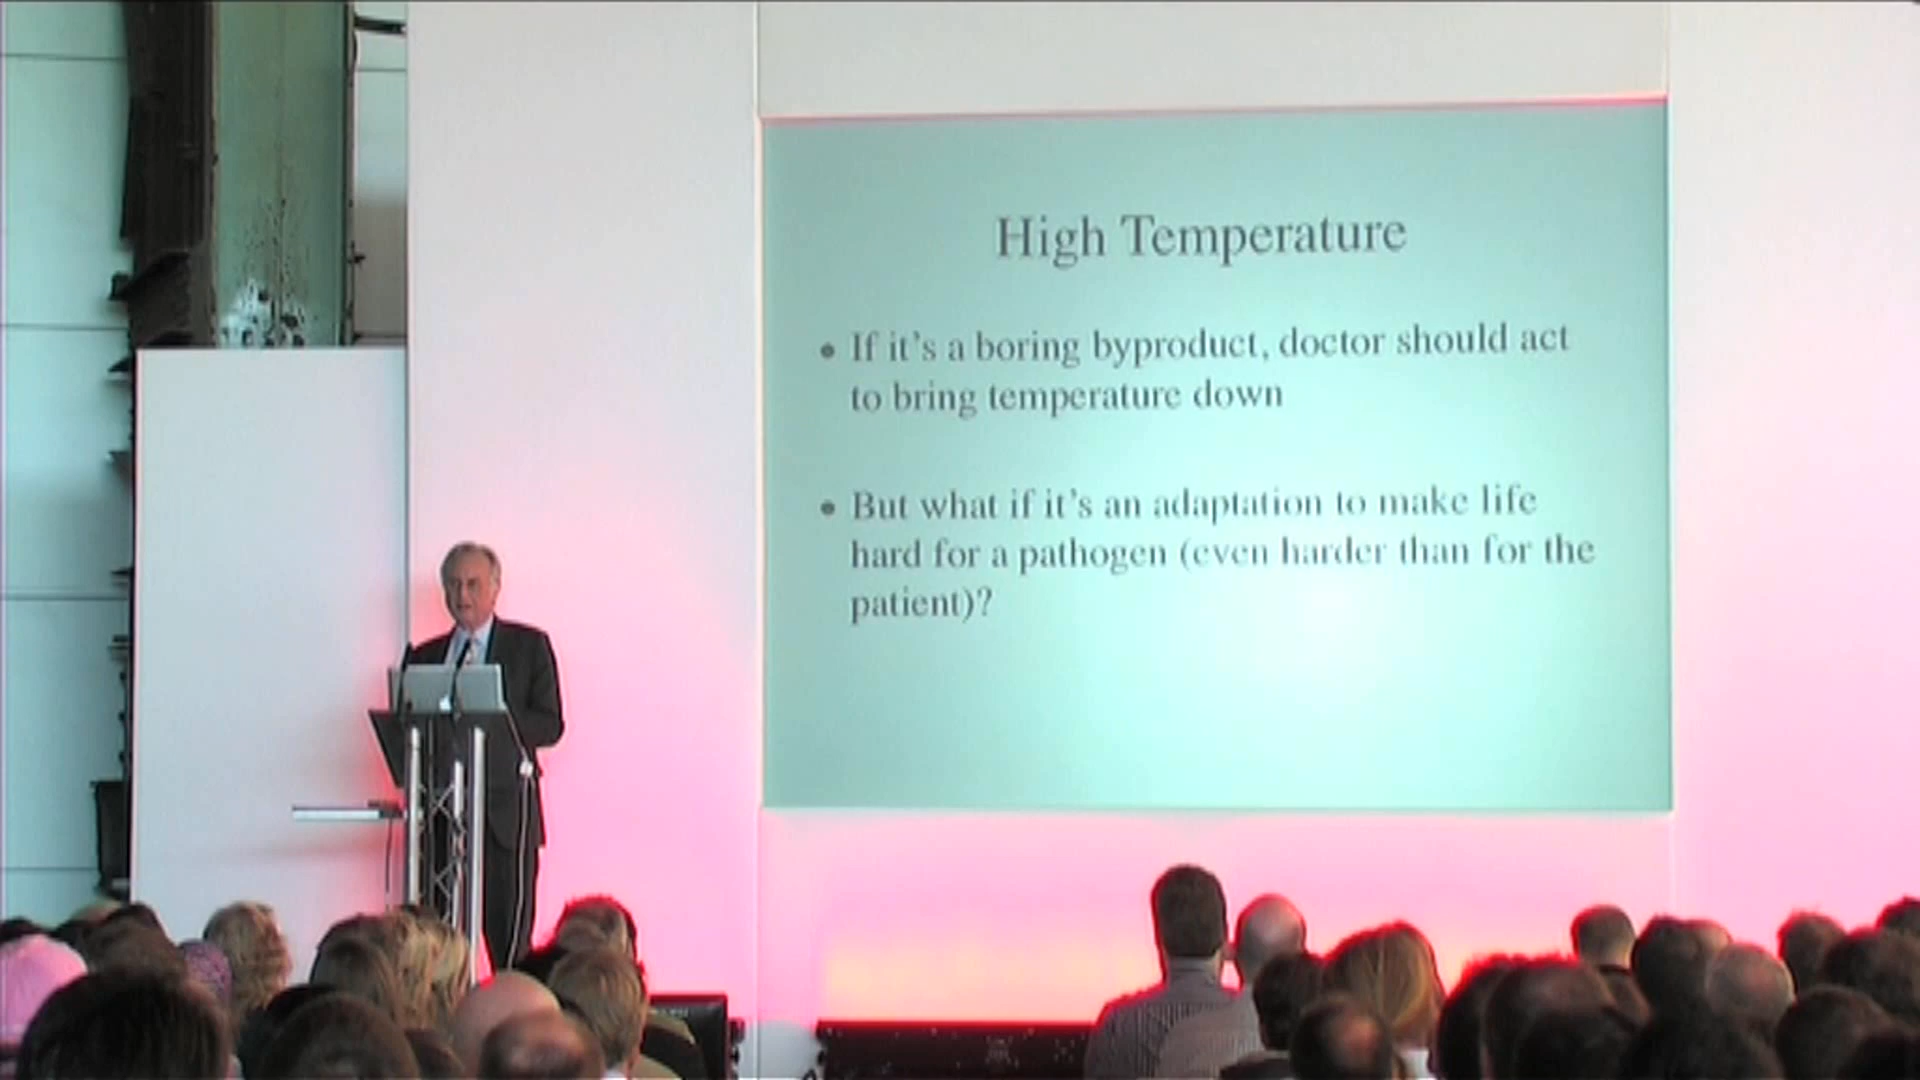 High Temperature
• If it's a boring byproduct, doctor should act
to bring temperature down
• But what if it's an adaptation to make life
hard for a pathogen (even harder than for the
patient)?